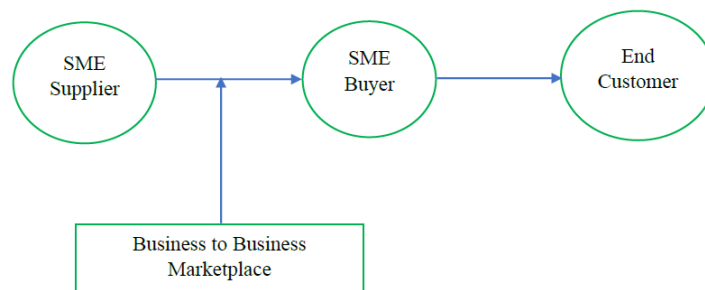 SME
Supplier
SME
Buyer
End
Customer
Business to Business
Marketplace